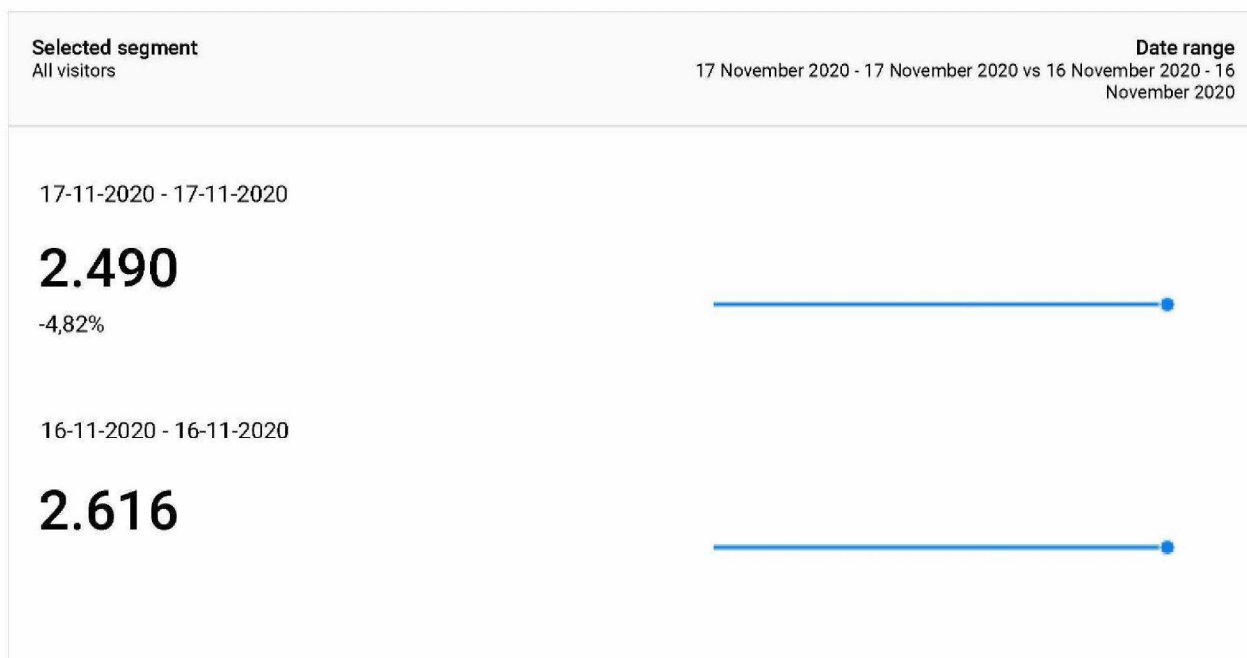 Selected segment
All visitors
Date range
17 November 2020 - 17 November 2020 vs 16 November 2020 - 16
November 2020
17-11-2020 - 17-11-2020
2.490
-4,82%
16-11-2020 - 16-11-2020
2.616